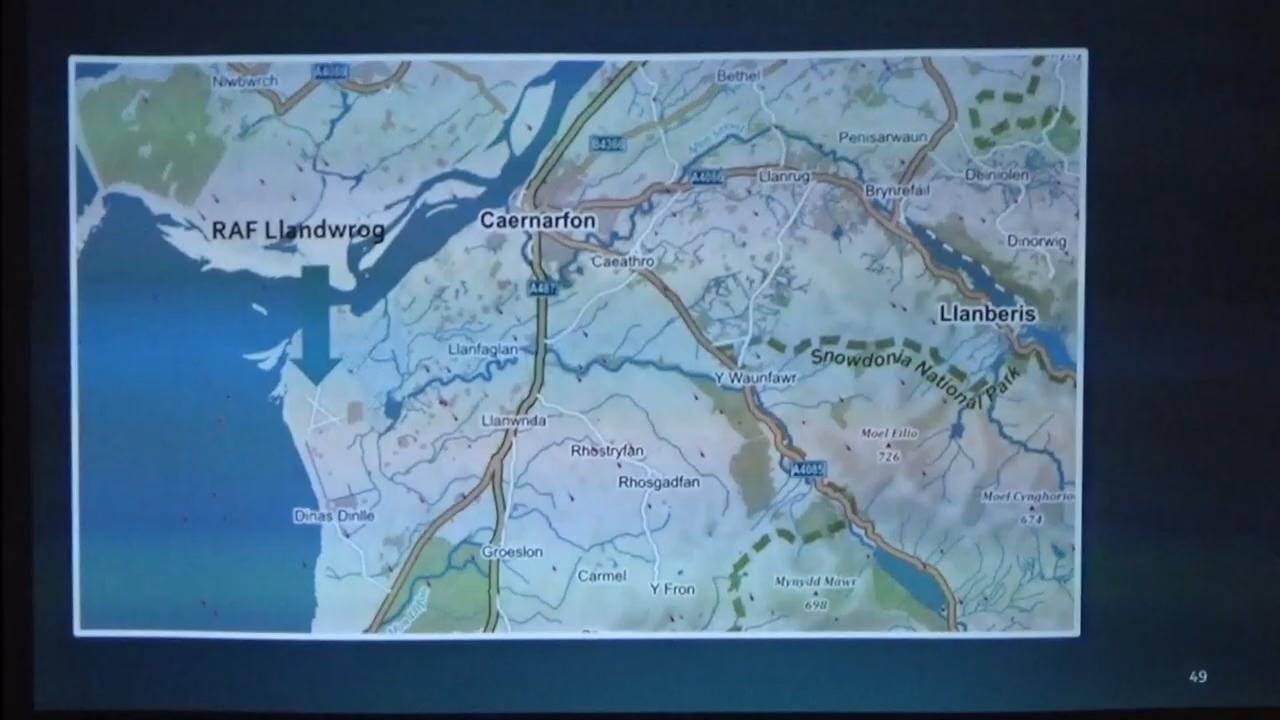 Niwbwrch
Bethel
B4366
Penisarwaun
A4086
Llanrug
Deiniolen
Brynrefail
RAF Llandwrog
Caernarfon
Dinorwig
Caeathro
A487
Llanberis
Llanfaglan
Snowdonia National Park
Y Waunfawr
Llanwnda
Moel Eilio
726
Rhostryfan
A4085
Rhosgadfan
Moel Cynghorio
674
Dinas Dinlle
Groeslon
Carmel
Mynydd Mawr
698
Y Fron
49